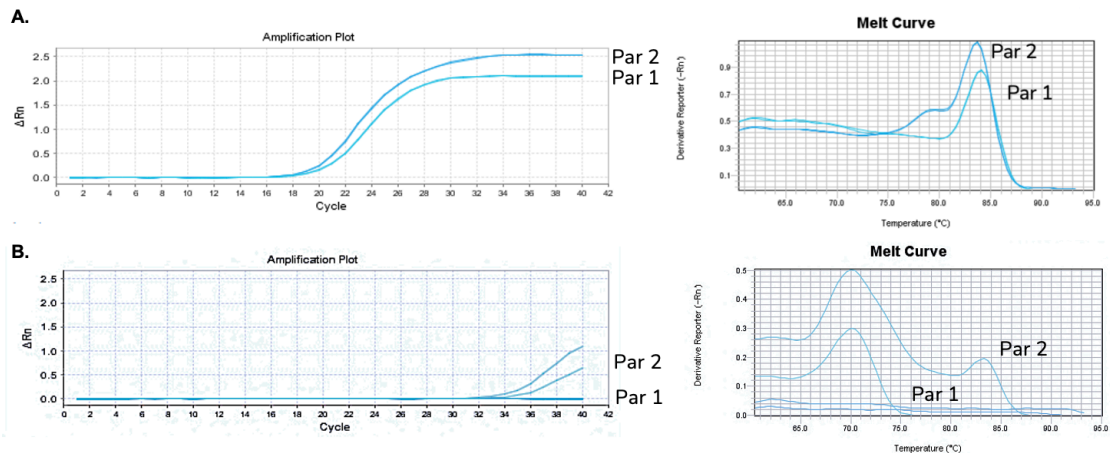 A.
Amplification Plot
2.5
2.0
1.5
1.0
0.5
0.0
ΔRn
2 4 6 8 10 12 14 16 18 20 22 24 26 28 30 32 34 36 38 40 42
Cycle
Par 2
Par 1
Melt Curve
0.9
0.7
0.5
0.3
0.1
Derivative Reporter (-Rn)
65.0 70.0 75.0 80.0 85.0 90.0 95.0
Temperature (°C)
Par 2
Par 1
B.
Amplification Plot
2.5
2.0
1.5
1.0
0.5
0.0
ΔRn
0 2 4 6 8 10 12 14 16 18 20 22 24 26 28 30 32 34 36 38 40 42
Cycle
Par 2
Par 1
Melt Curve
0.5
0.4
0.3
0.2
0.1
0.0
Derivative Reporter (-Rn)
65.0 70.0 75.0 80.0 85.0 90.0 95.0
Temperature (°C)
Par 2
Par 1